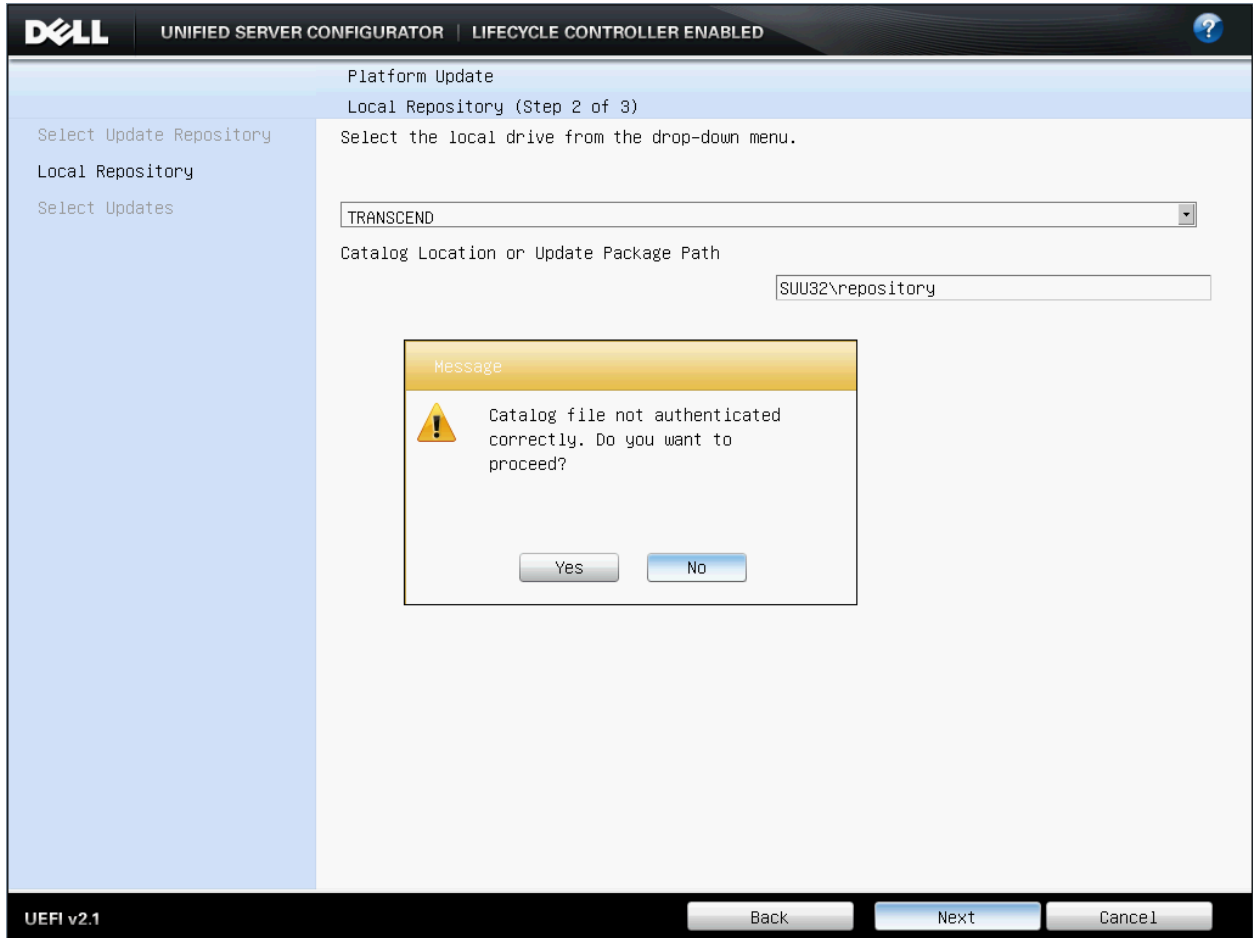 DELL
UNIFIED SERVER CONFIGURATOR | LIFECYCLE CONTROLLER ENABLED
?
Platform Update
Local Repository (Step 2 of 3)
Select Update Repository
Local Repository
Select Updates
Select the local drive from the drop-down menu.
TRANSCEND
Catalog Location or Update Package Path
SUU32\repository
Message
Catalog file not authenticated
correctly. Do you want to
proceed?
Yes
No
UEFI v2.1
Back
Next
Cancel